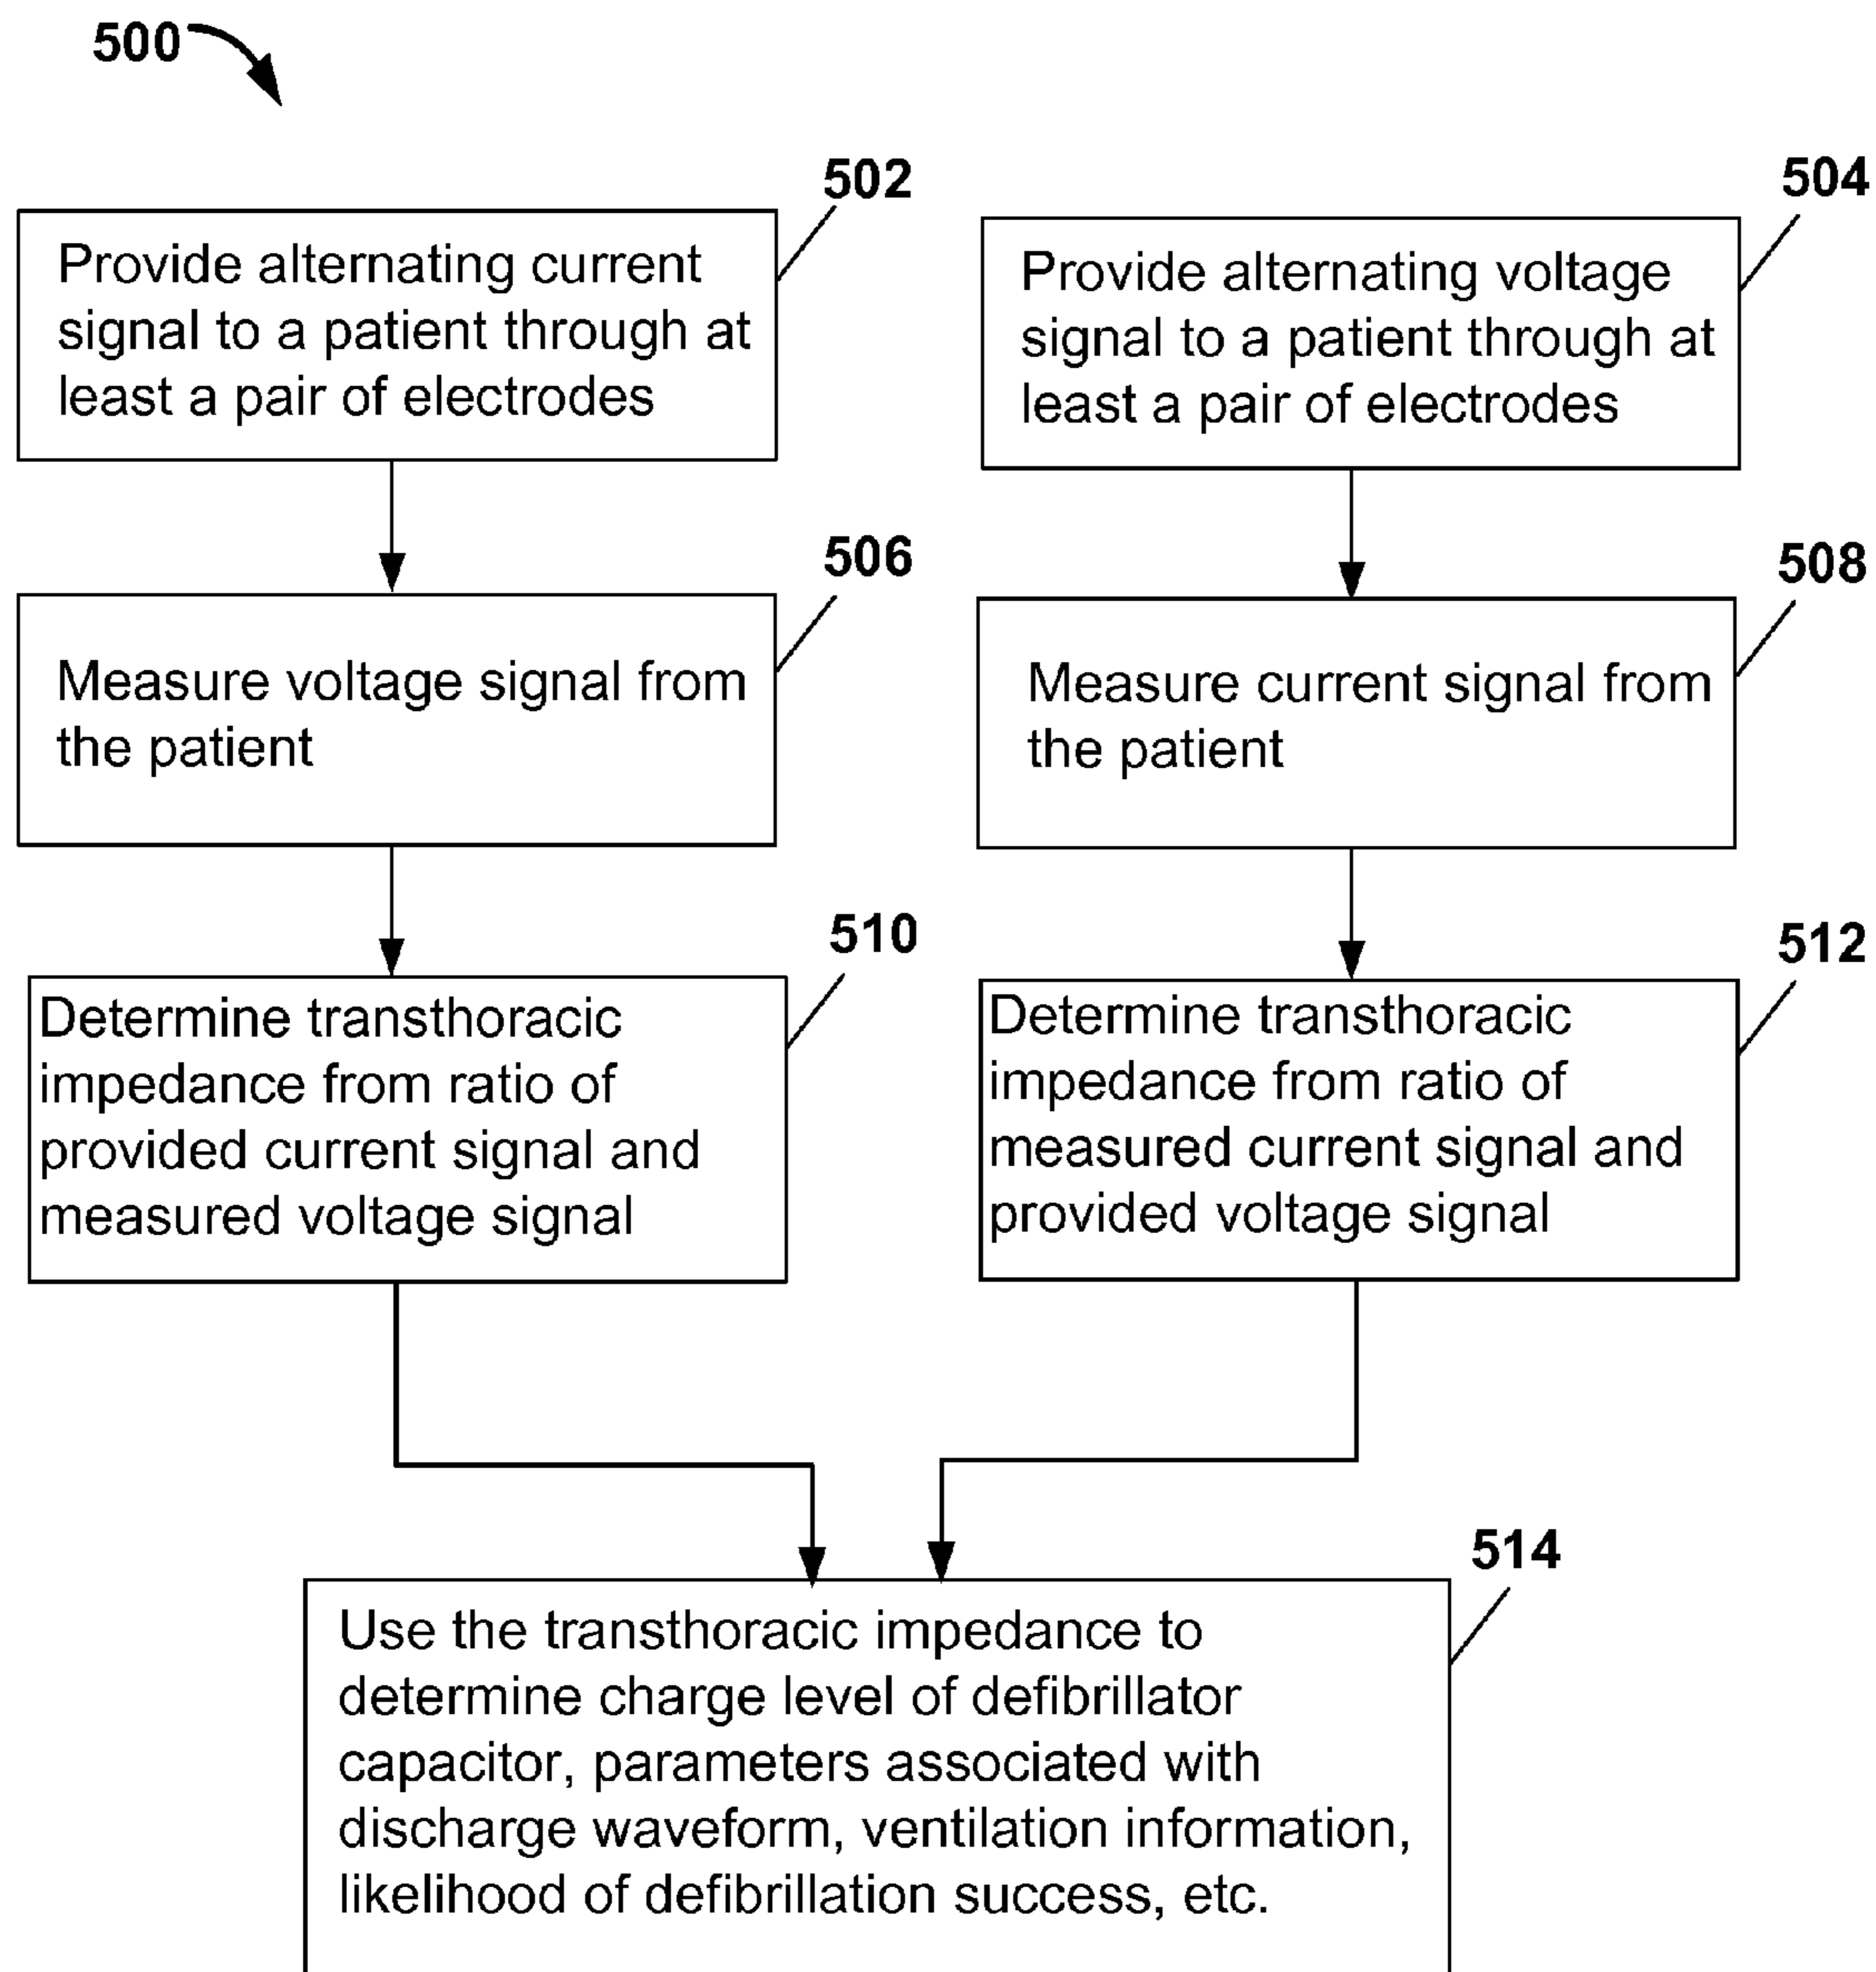 500
502
Provide alternating current
signal to a patient through at
least a pair of electrodes
504
Provide alternating voltage
signal to a patient through at
least a pair of electrodes
506
Measure voltage signal from
the patient
508
Measure current signal from
the patient
510
Determine transthoracic
impedance from ratio of
provided current signal and
measured voltage signal
512
Determine transthoracic
impedance from ratio of
measured current signal and
provided voltage signal
514
Use the transthoracic impedance to
determine charge level of defibrillator
capacitor, parameters associated with
discharge waveform, ventilation information,
likelihood of defibrillation success, etc.